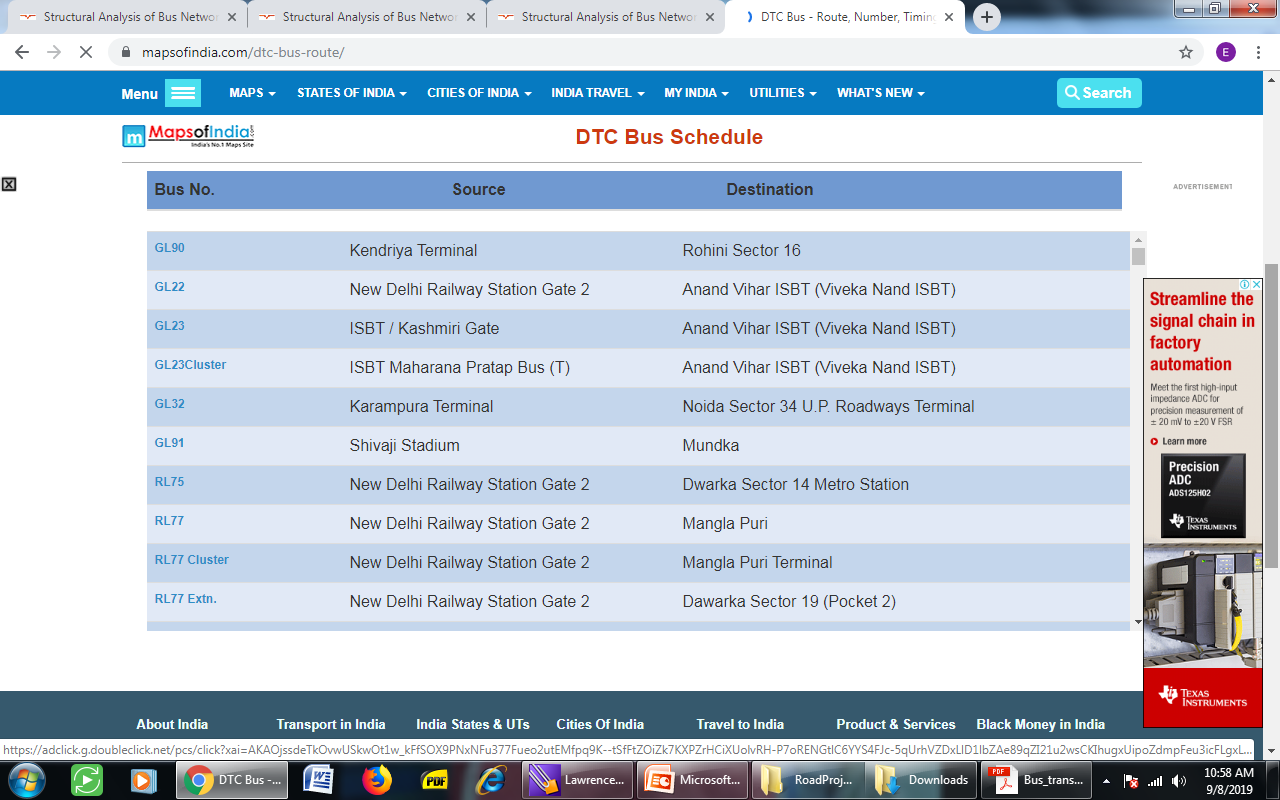 Structural Analysis of Bus Networ
Structural Analysis of Bus Networ
Structural Analysis of Bus Networ
DTC Bus - Route, Number, Timin
mapsofindia.com/dtc-bus-route/
E
Menu
MAPS
STATES OF INDIA
CITIES OF INDIA
INDIA TRAVEL
MY INDIA
UTILITIES
WHAT'S NEW
Search
m MapsofIndia
India's No.1 Maps Site
DTC Bus Schedule
ADVERTISEMENT
Bus No. Source Destination
GL90 Kendriya Terminal Rohini Sector 16
GL22 New Delhi Railway Station Gate 2 Anand Vihar ISBT (Viveka Nand ISBT)
GL23 ISBT / Kashmiri Gate Anand Vihar ISBT (Viveka Nand ISBT)
GL23Cluster ISBT Maharana Pratap Bus (T) Anand Vihar ISBT (Viveka Nand ISBT)
GL32 Karampura Terminal Noida Sector 34 U.P. Roadways Terminal
GL91 Shivaji Stadium Mundka
RL75 New Delhi Railway Station Gate 2 Dwarka Sector 14 Metro Station
RL77 New Delhi Railway Station Gate 2 Mangla Puri
RL77 Cluster New Delhi Railway Station Gate 2 Mangla Puri Terminal
RL77 Extn. New Delhi Railway Station Gate 2 Dawarka Sector 19 (Pocket 2)
Streamline the
signal chain in
factory
automation
Meet the first high-input
impedance ADC for
precision measurement of
± 20 mV to ±20 V FSR
Learn more
Precision
ADC
ADS125H02
TEXAS
INSTRUMENTS
TEXAS
INSTRUMENTS
About India
Transport in India
India States & UTs
Cities Of India
Travel to India
Product & Services
Black Money in India
DTC Bus -...
PDF
Lawrence...
Microsoft...
RoadProj...
Downloads
PDF
Bus_trans...
10:58 AM
9/8/2019